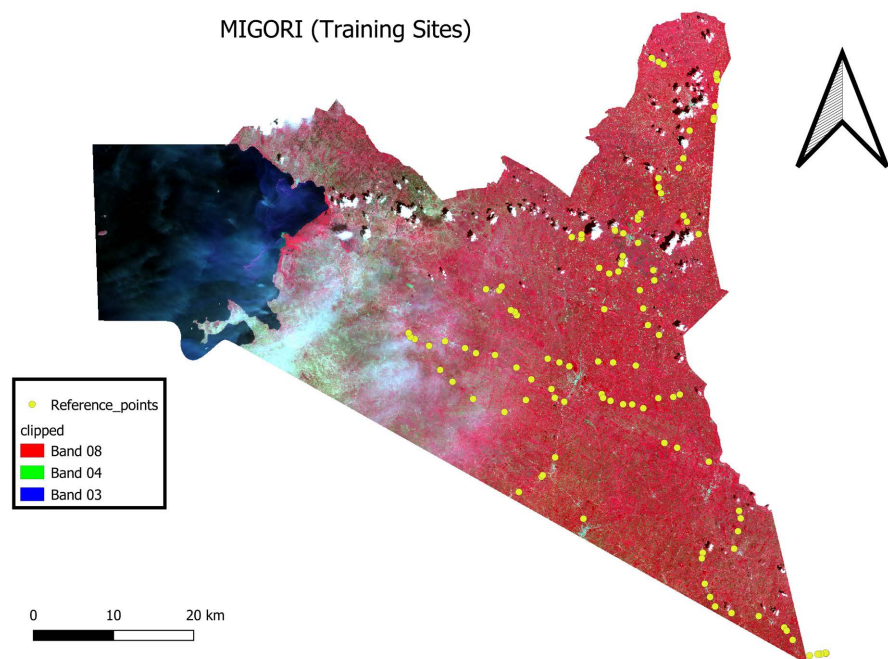 MIGORI (Training Sites)
Reference_points
clipped
Band 08
Band 04
Band 03
0 10 20 km